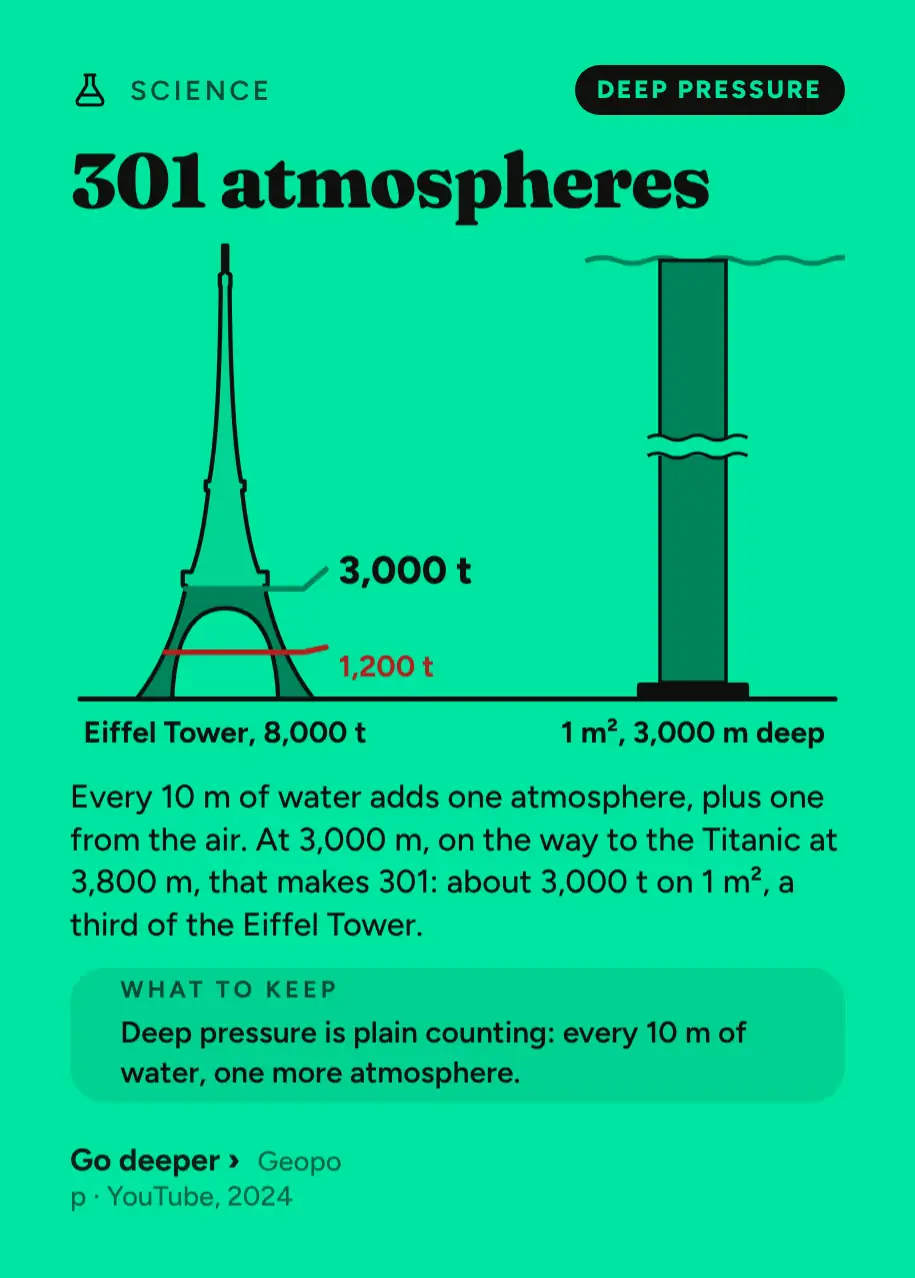 SCIENCE
DEEP PRESSURE
301 atmospheres
3,000 t
1,200 t
Eiffel Tower, 8,000 t
1 m², 3,000 m deep
Every 10 m of water adds one atmosphere, plus one
from the air. At 3,000 m, on the way to the Titanic at
3,800 m, that makes 301: about 3,000 t on 1 m², a
third of the Eiffel Tower.
WHAT TO KEEP
Deep pressure is plain counting: every 10 m of
water, one more atmosphere.
Go deeper › Geopo
p · YouTube, 2024